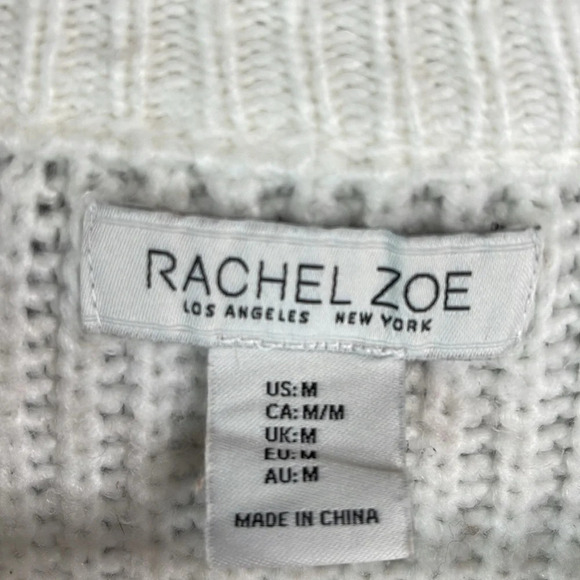 RACHEL ZOE
LOS ANGELES NEW YORK
US: M
CA: M/M
UK: M
EU: M
AU: M
MADE IN CHINA